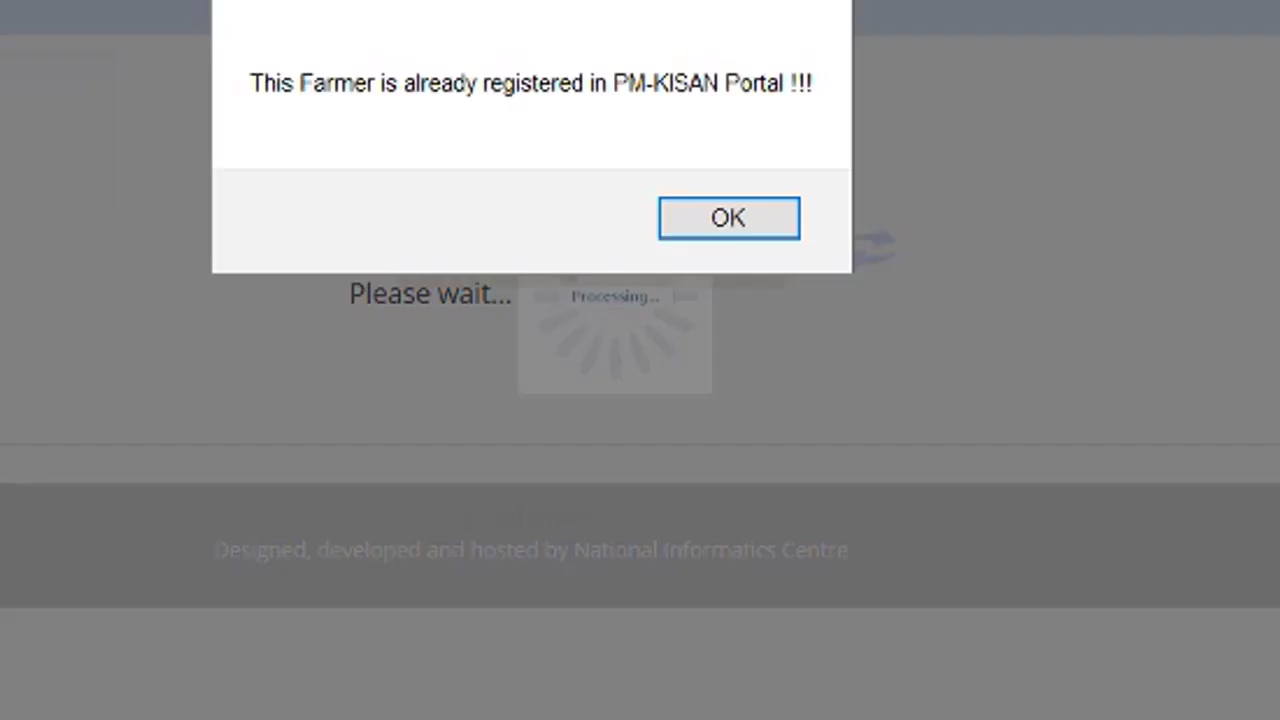 This Farmer is already registered in PM-KISAN Portal !!!
OK
Please wait...
Processing...
Designed, developed and hosted by National Informatics Centre